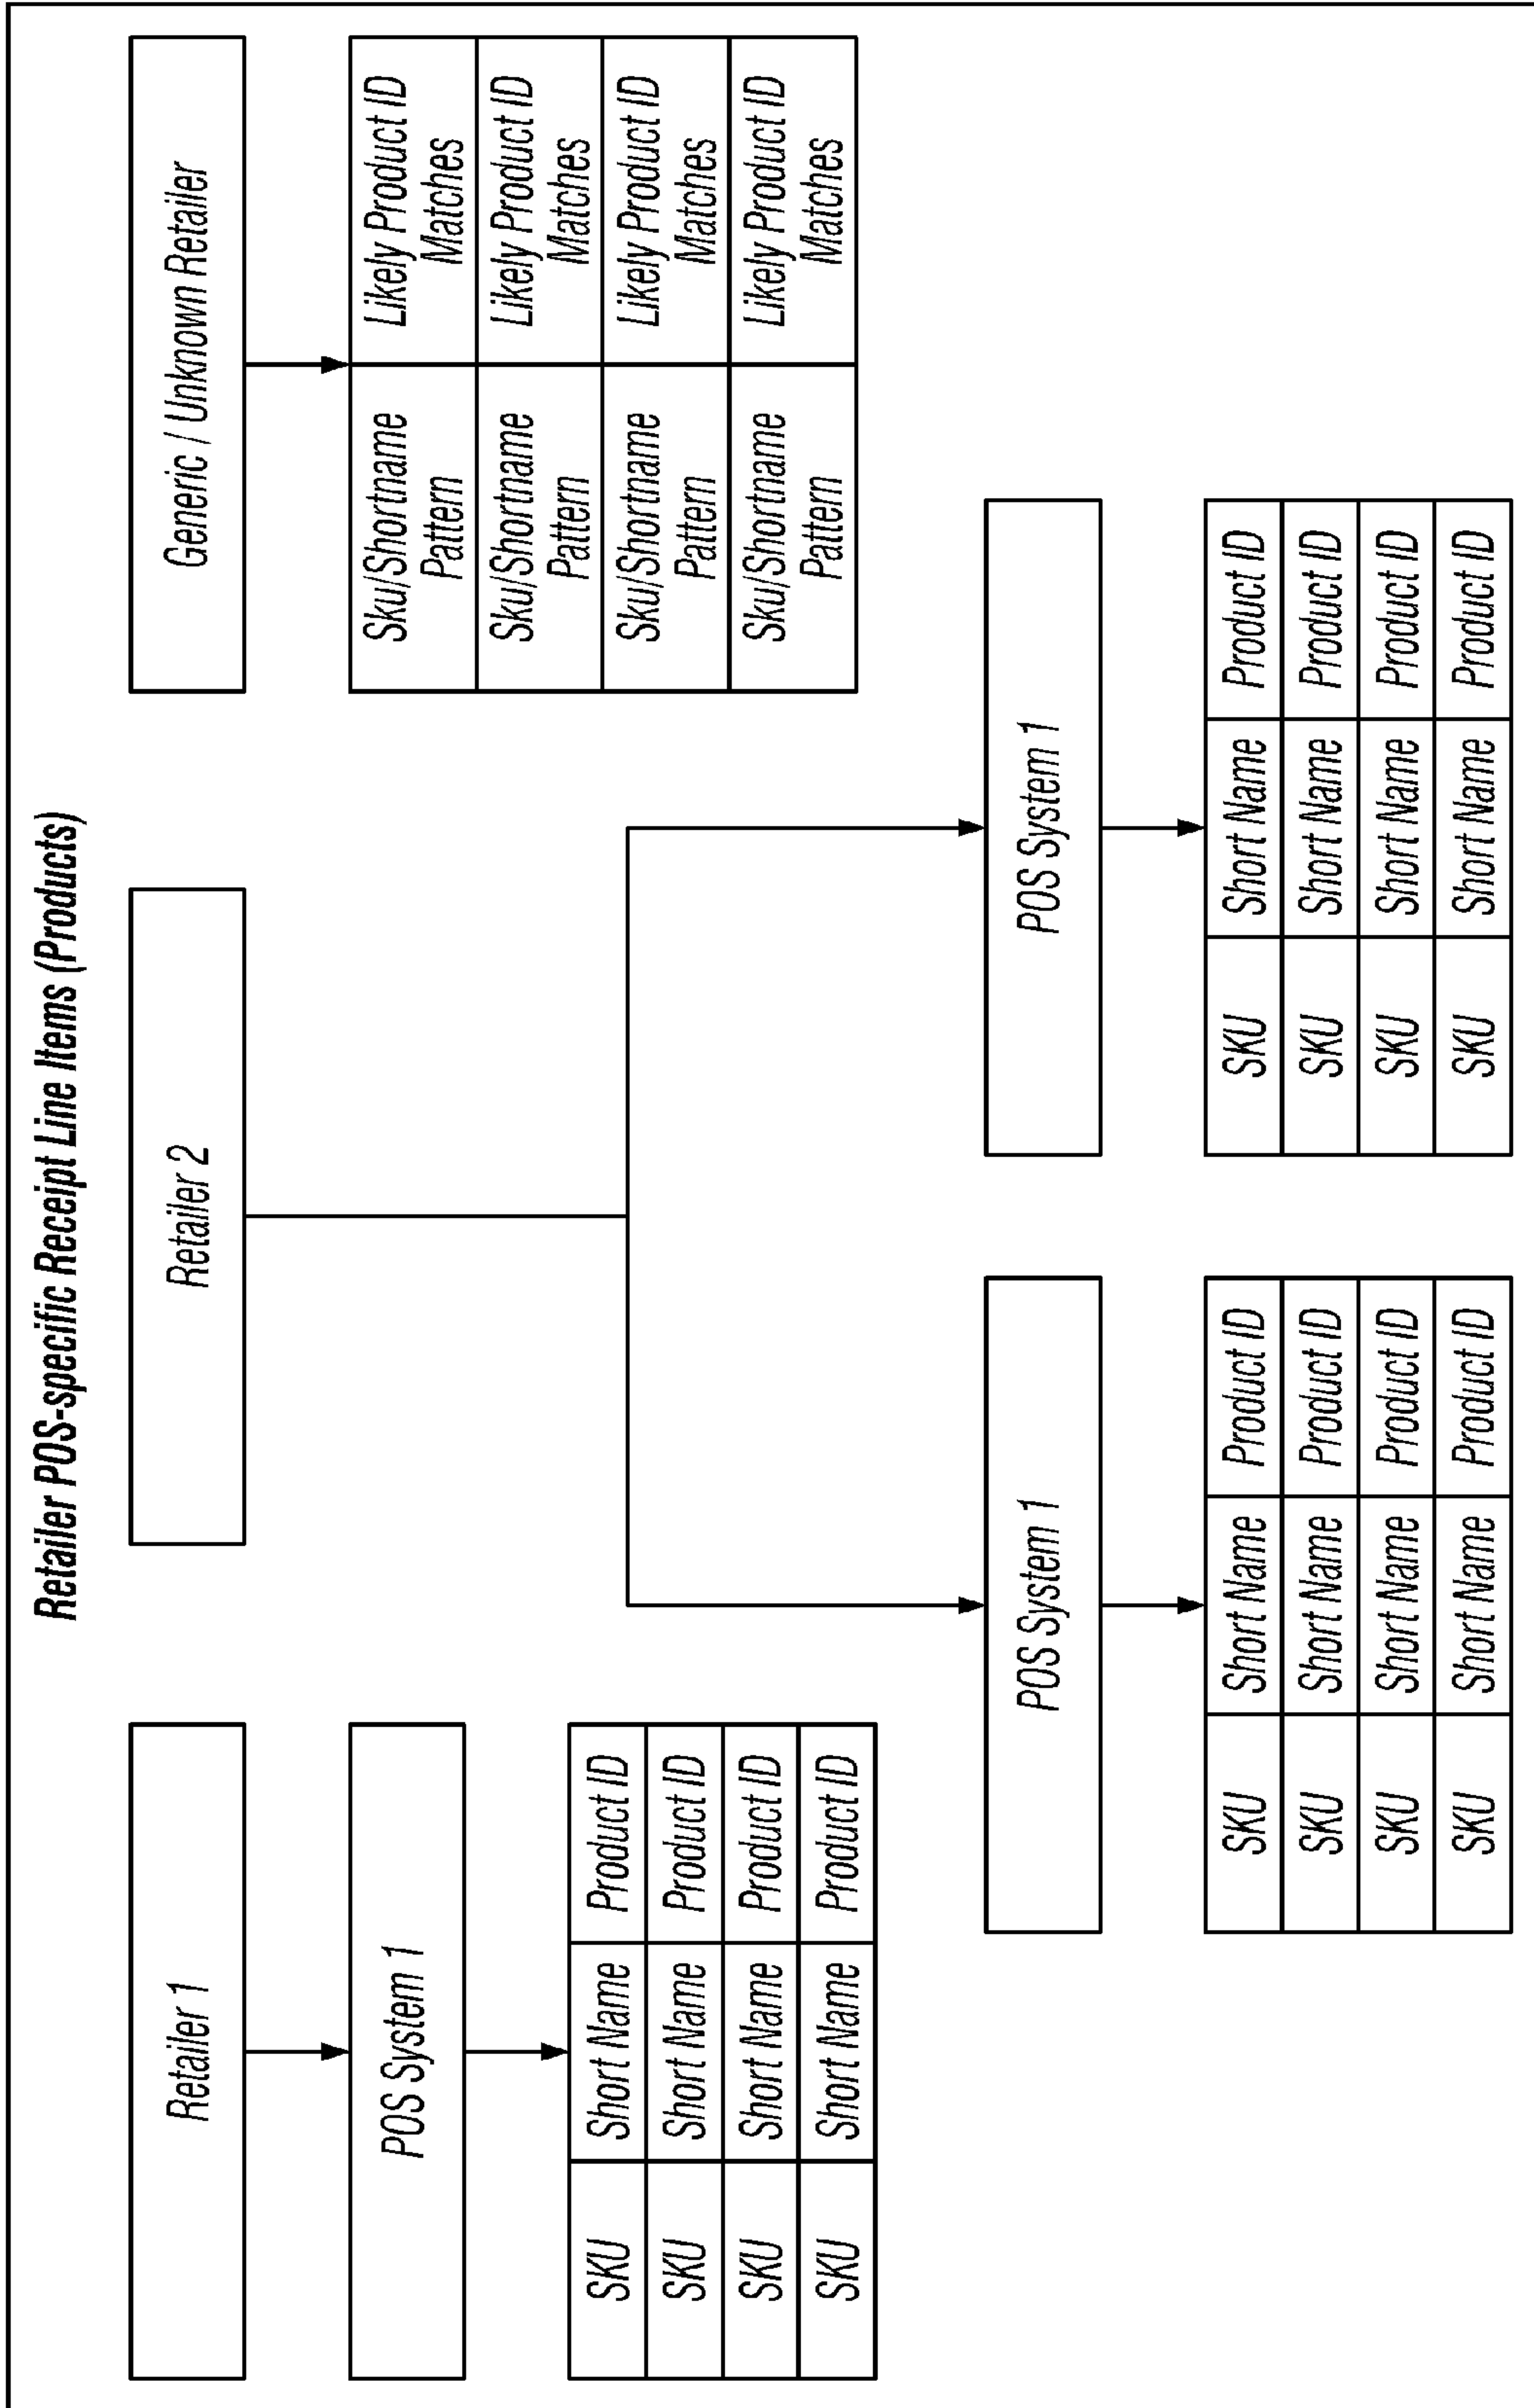 Retailer POS-specific Receipt Line Items (Products)
Retailer 1
POS System 1
SKU Short Name Product ID
SKU Short Name Product ID
SKU Short Name Product ID
SKU Short Name Product ID
Retailer 2
POS System 1
SKU Short Name Product ID
SKU Short Name Product ID
SKU Short Name Product ID
SKU Short Name Product ID
POS System 1
SKU Short Name Product ID
SKU Short Name Product ID
SKU Short Name Product ID
SKU Short Name Product ID
Generic / Unknown Retailer
Sku/Shortname Likely Product ID
Pattern Matches
Sku/Shortname Likely Product ID
Pattern Matches
Sku/Shortname Likely Product ID
Pattern Matches
Sku/Shortname Likely Product ID
Pattern Matches